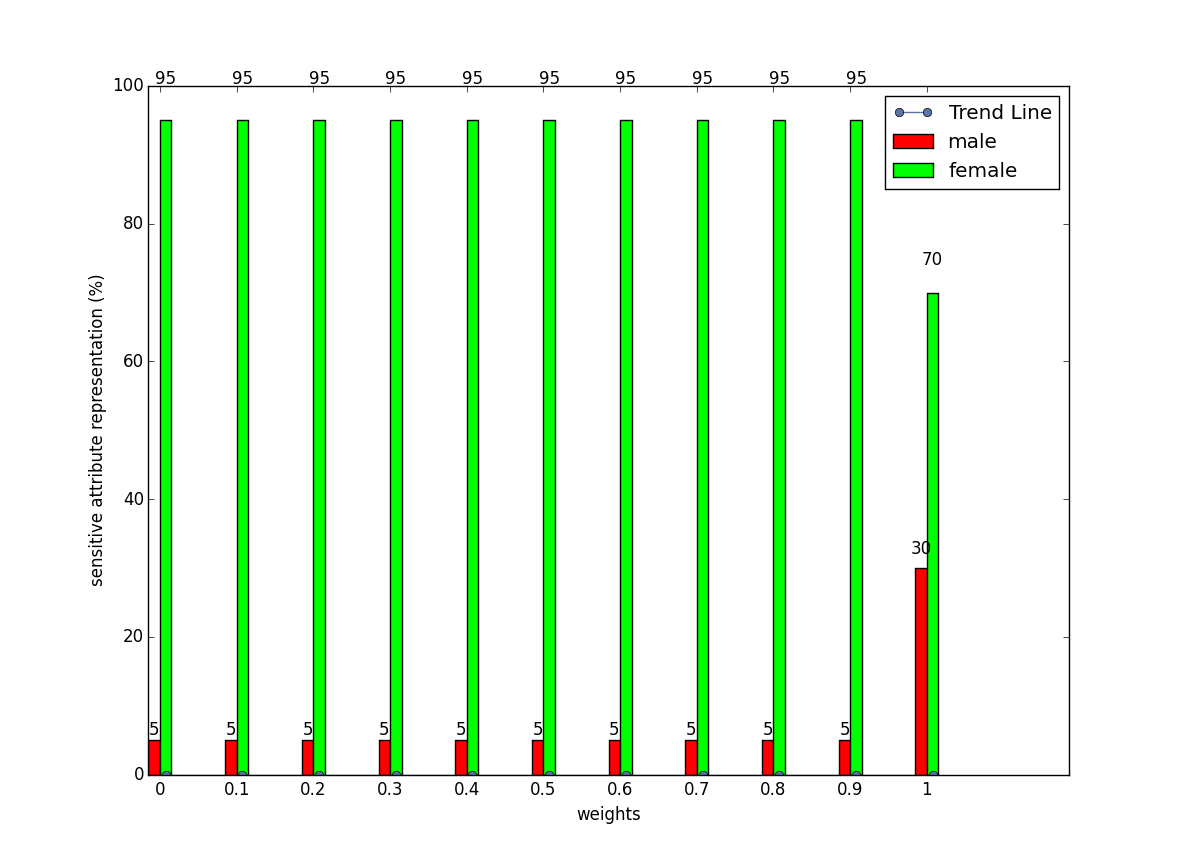 95 95 95 95 95 95 95 95 95 95
100
Trend Line
male
female
80
70
sensitive attribute representation (%)
60
40
30
20
5 5 5 5 5 5 5 5 5 5
0
0 0.1 0.2 0.3 0.4 0.5 0.6 0.7 0.8 0.9 1
weights